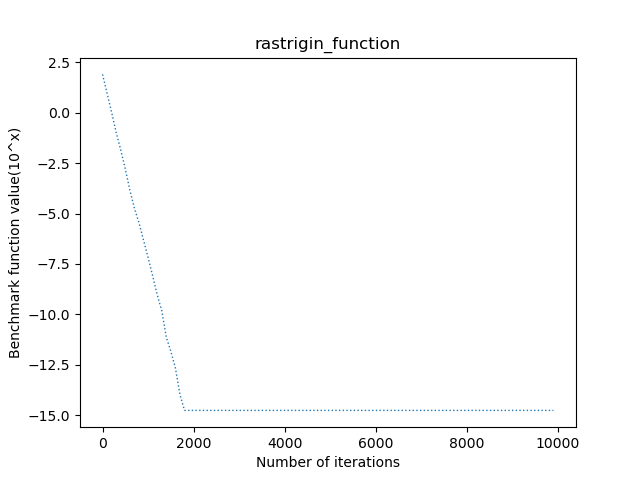 rastrigin_function
Benchmark function value(10^x)
2.5
0.0
−2.5
−5.0
−7.5
−10.0
−12.5
−15.0
0 2000 4000 6000 8000 10000
Number of iterations